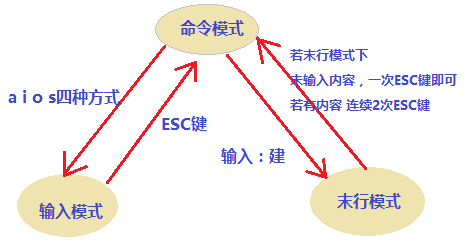 命令模式
若末行模式下
未输入内容，一次ESC键即可
若有内容 连续2次ESC键
a i o s四种方式
ESC键
输入：建
输入模式
末行模式